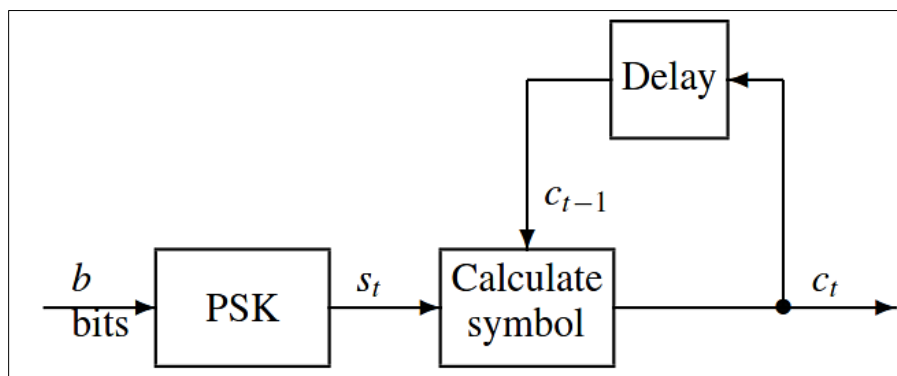 Delay
c_{t−1}
b
bits
PSK
s_t
Calculate
symbol
c_t